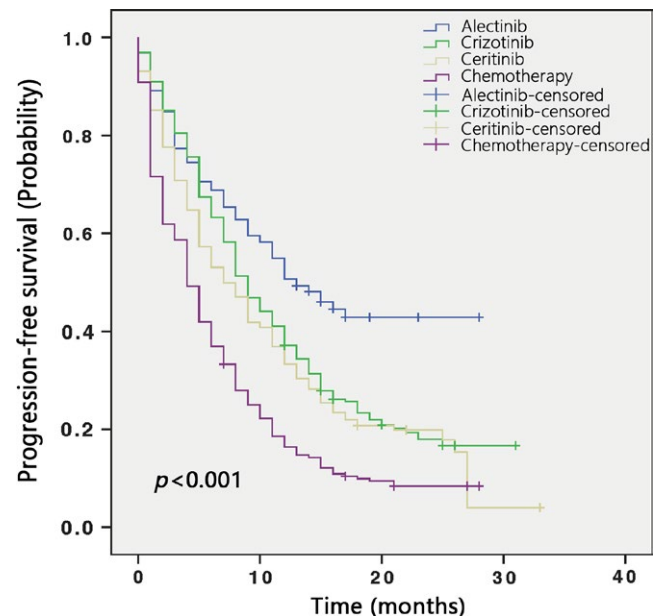 Alectinib
Crizotinib
Ceritinib
Chemotherapy
Alectinib-censored
Crizotinib-censored
Ceritinib-censored
Chemotherapy-censored
Progression-free survival (Probability)
1.0
0.8
0.6
0.4
0.2
0.0
p<0.001
0 10 20 30 40
Time (months)